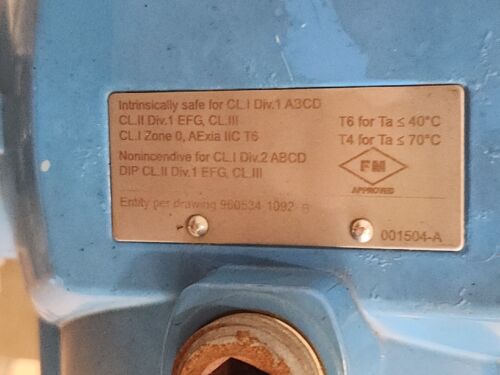 Intrinsically safe for CL.I Div.1 ABCD
CL.II Div.1 EFG, CL.III
CL.I Zone 0, AExia IIC T6
T6 for Ta ≤ 40°C
T4 for Ta ≤ 70°C
Nonincendive for CL.I Div.2 ABCD
DIP CL.II Div.1 EFG, CL.III
FM
APPROVED
Entity per drawing 960534 1092
001504-A